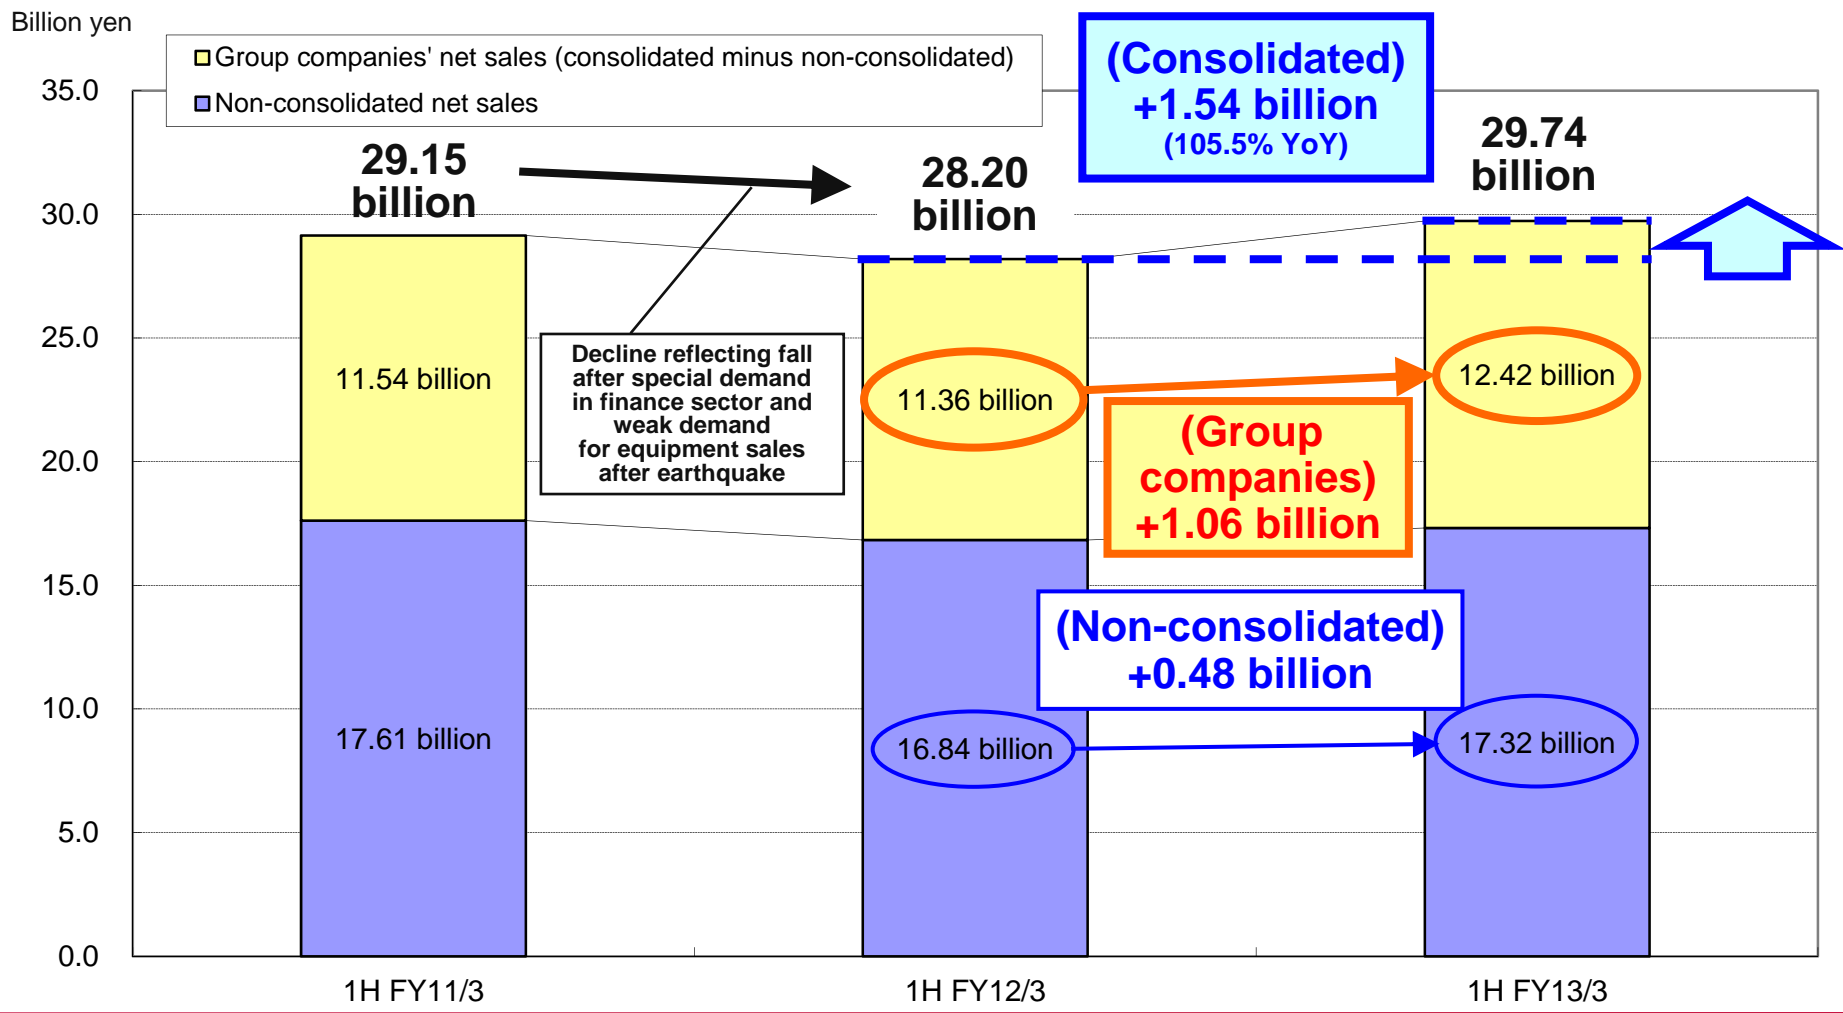 Billion yen
Group companies' net sales (consolidated minus non-consolidated)
Non-consolidated net sales
(Consolidated)
+1.54 billion
(105.5% YoY)
35.0
30.0
25.0
20.0
15.0
10.0
5.0
0.0
29.15
billion
28.20
billion
29.74
billion
Decline reflecting fall
after special demand
in finance sector and
weak demand
for equipment sales
after earthquake
11.54 billion
11.36 billion
12.42 billion
(Group
companies)
+1.06 billion
(Non-consolidated)
+0.48 billion
17.61 billion
16.84 billion
17.32 billion
1H FY11/3
1H FY12/3
1H FY13/3